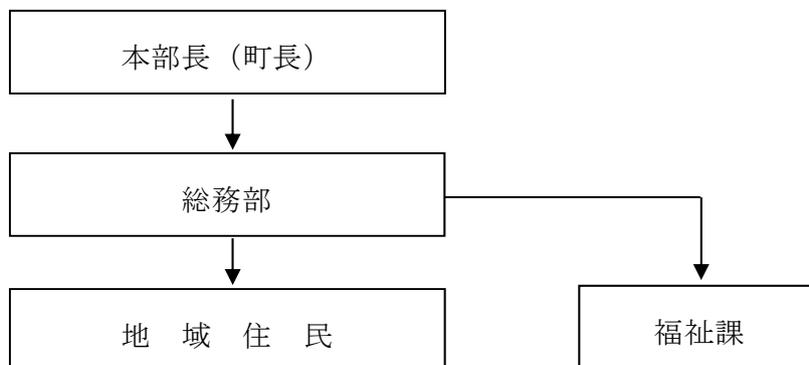 本部長（町長）
総務部
地　域　住　民
福祉課